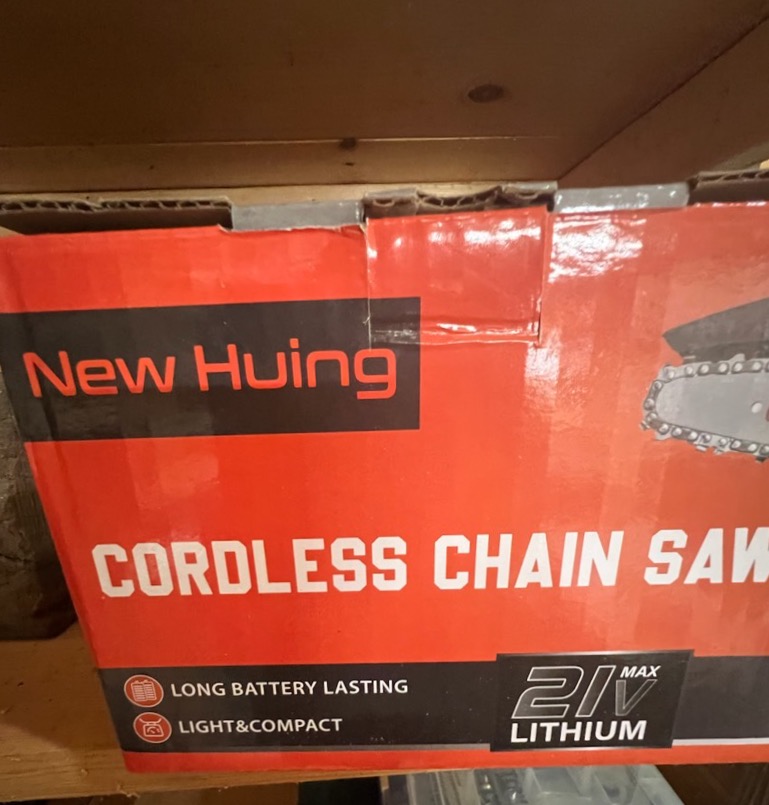 New Huing
CORDLESS CHAIN SAW
LONG BATTERY LASTING
LIGHT&COMPACT
21V MAX
LITHIUM